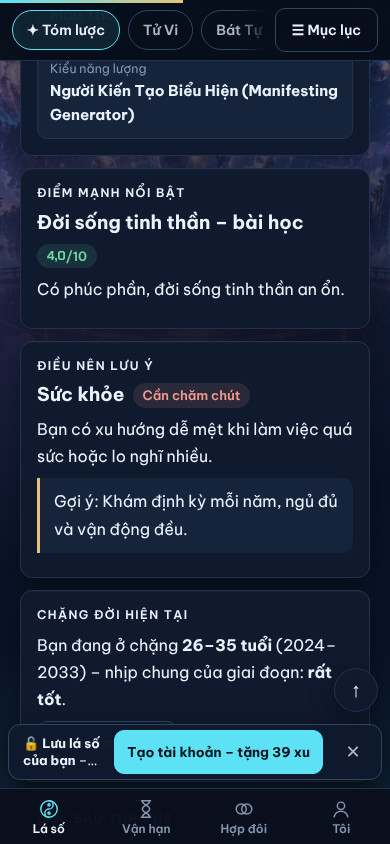 ✦ Tóm lược
Tử Vi
Bát Tự
☰ Mục lục
Kiểu năng lượng
Người Kiến Tạo Biểu Hiện (Manifesting
Generator)
ĐIỂM MẠNH NỔI BẬT
Đời sống tinh thần – bài học
4,0/10
Có phúc phần, đời sống tinh thần an ổn.
ĐIỀU NÊN LƯU Ý
Sức khỏe
Cần chăm chút
Bạn có xu hướng dễ mệt khi làm việc quá
sức hoặc lo nghĩ nhiều.
Gợi ý: Khám định kỳ mỗi năm, ngủ đủ
và vận động đều.
CHẶNG ĐỜI HIỆN TẠI
Bạn đang ở chặng 26–35 tuổi (2024–
2033) – nhịp chung của giai đoạn: rất
tốt.
↑
🔓 Lưu lá số
của bạn –...
Tạo tài khoản – tặng 39 xu
✕
Lá số
Vận hạn
Hợp đôi
Tôi